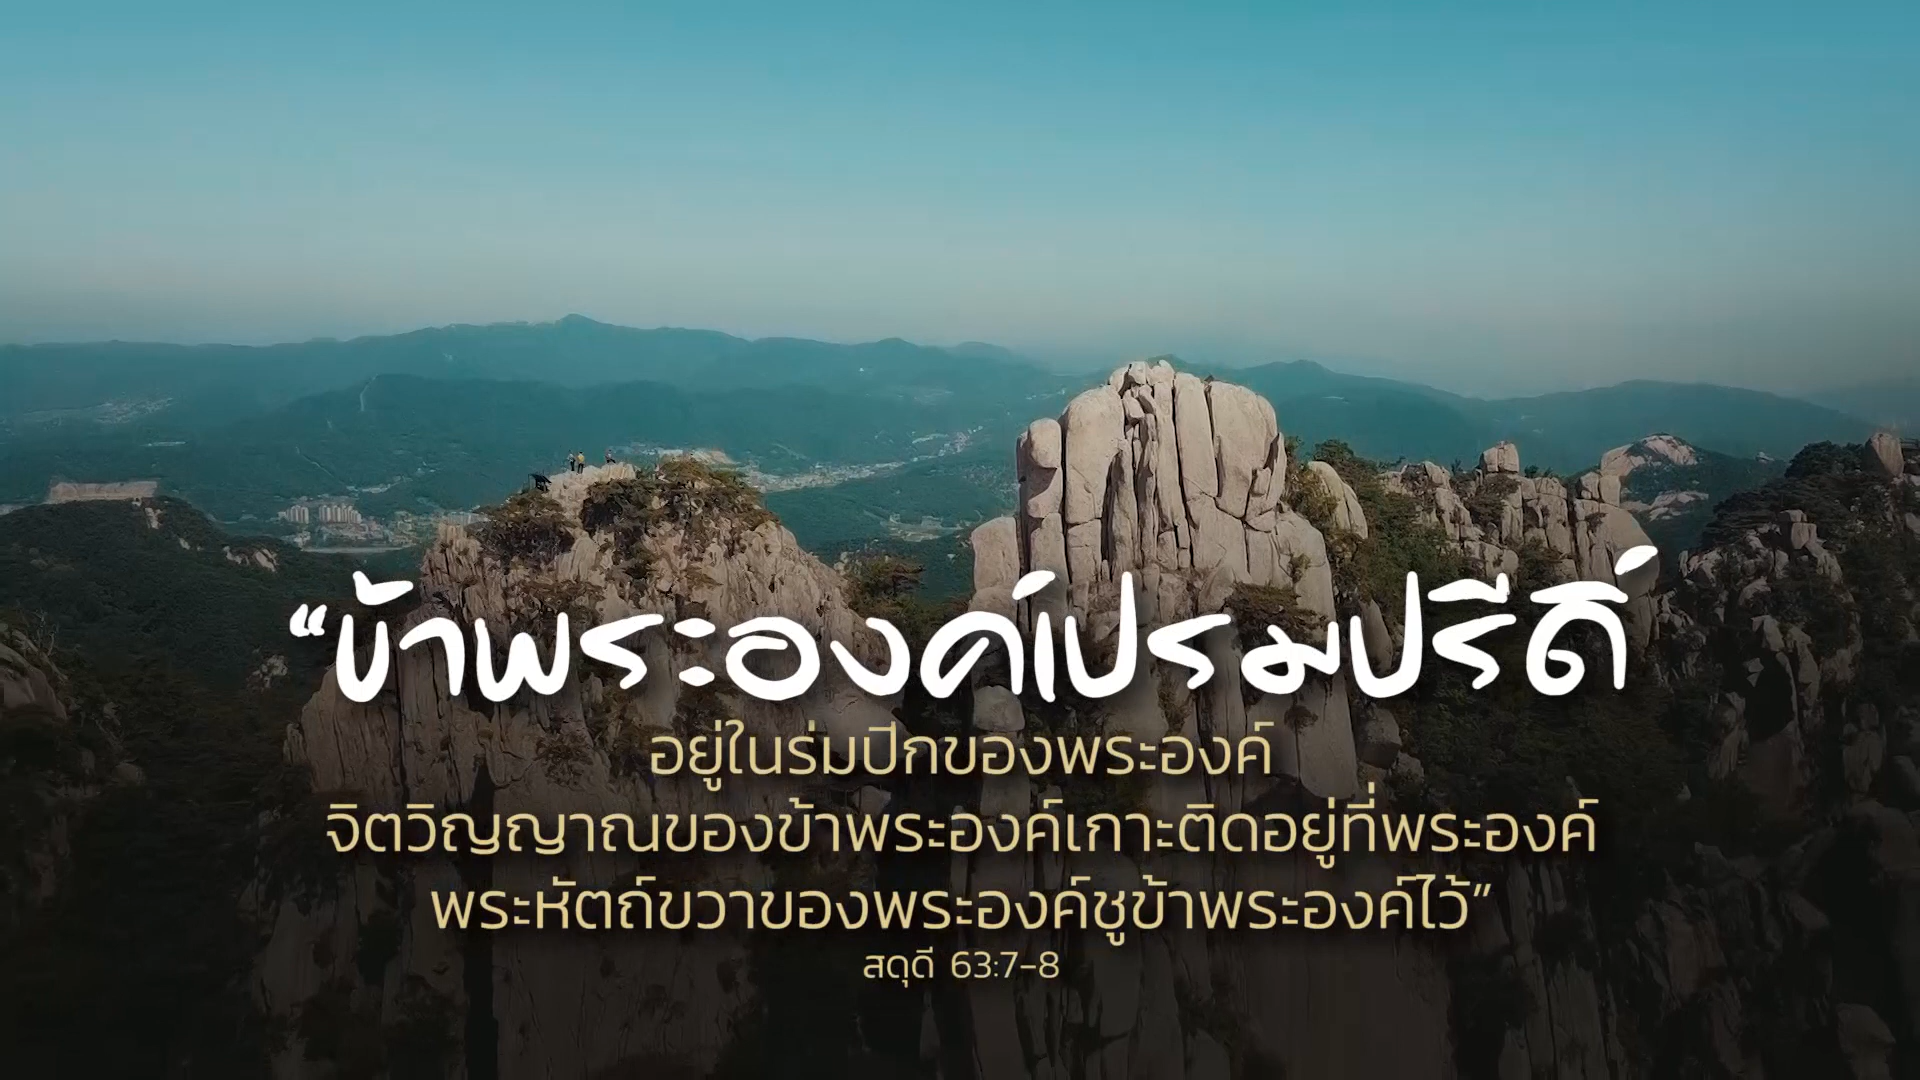 “ข้าพระองค์เปรมปรีดิ์
อยู่ในร่มปีกของพระองค์
จิตวิญญาณของข้าพระองค์เกาะติดอยู่ที่พระองค์
พระหัตถ์ขวาของพระองค์ชูข้าพระองค์ไว้”
สดุดี 63:7-8